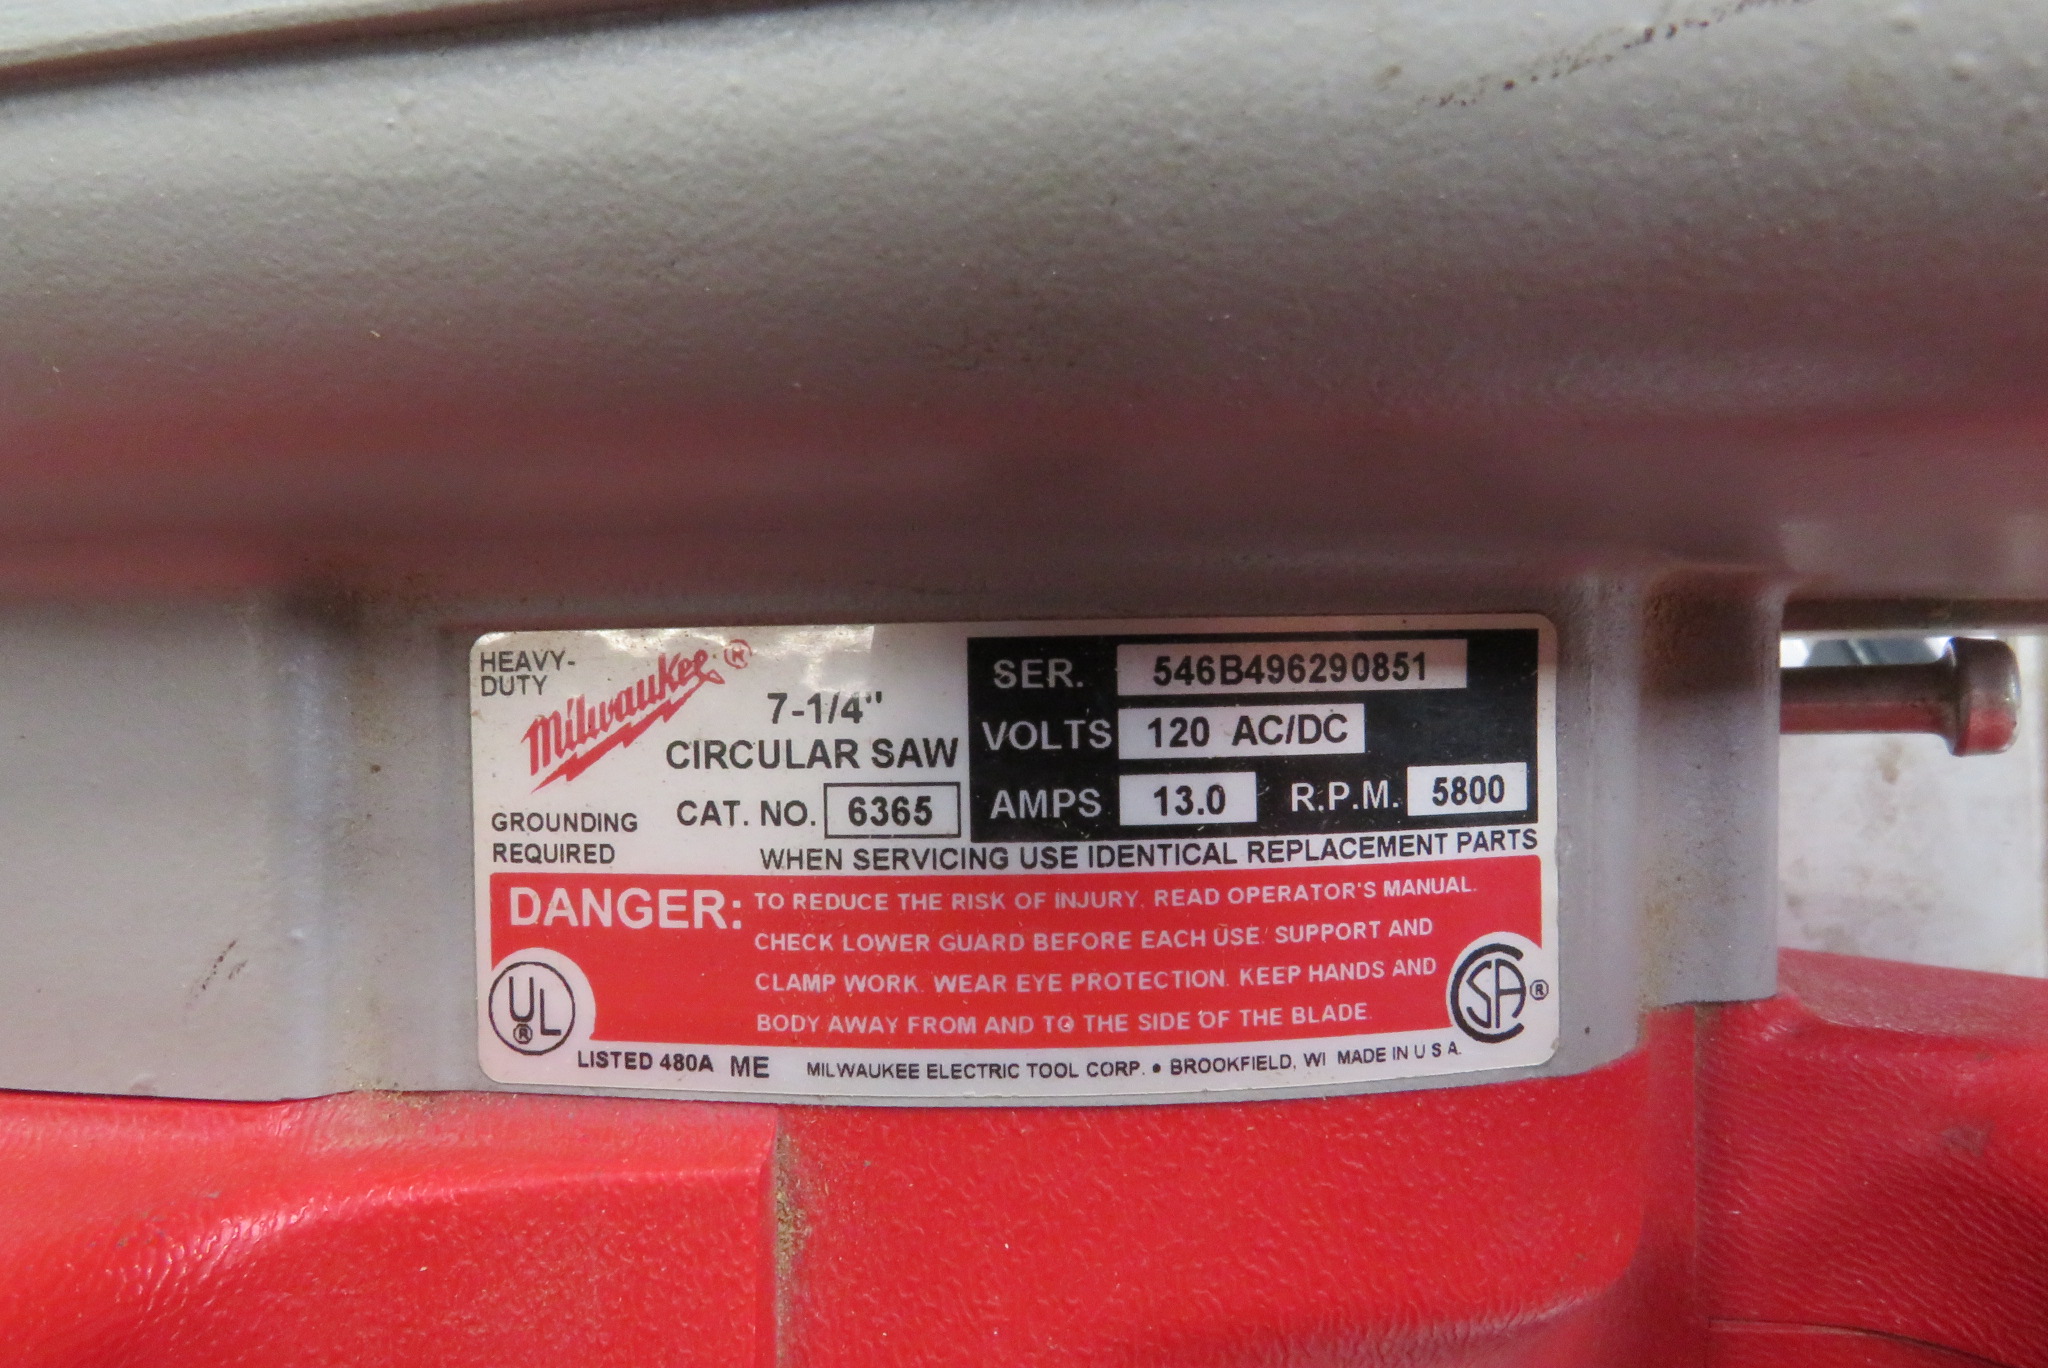 HEAVY-
DUTY
Milwaukee®
7-1/4"
CIRCULAR SAW
CAT. NO. 6365
GROUNDING
REQUIRED
SER. 546B496290851
VOLTS 120 AC/DC
AMPS 13.0 R.P.M. 5800
WHEN SERVICING USE IDENTICAL REPLACEMENT PARTS
DANGER: TO REDUCE THE RISK OF INJURY, READ OPERATOR'S MANUAL.
CHECK LOWER GUARD BEFORE EACH USE. SUPPORT AND
CLAMP WORK. WEAR EYE PROTECTION. KEEP HANDS AND
BODY AWAY FROM AND TO THE SIDE OF THE BLADE.
UL®
CSA®
LISTED 480A ME
MILWAUKEE ELECTRIC TOOL CORP. • BROOKFIELD, WI MADE IN U S A.